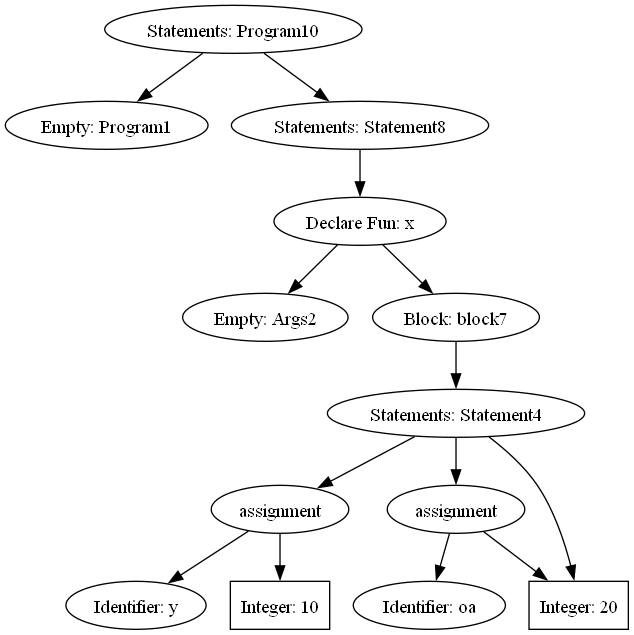 Statements: Program10
Empty: Program1
Statements: Statement8
Declare Fun: x
Empty: Args2
Block: block7
Statements: Statement4
assignment
assignment
Identifier: y
Integer: 10
Identifier: oa
Integer: 20